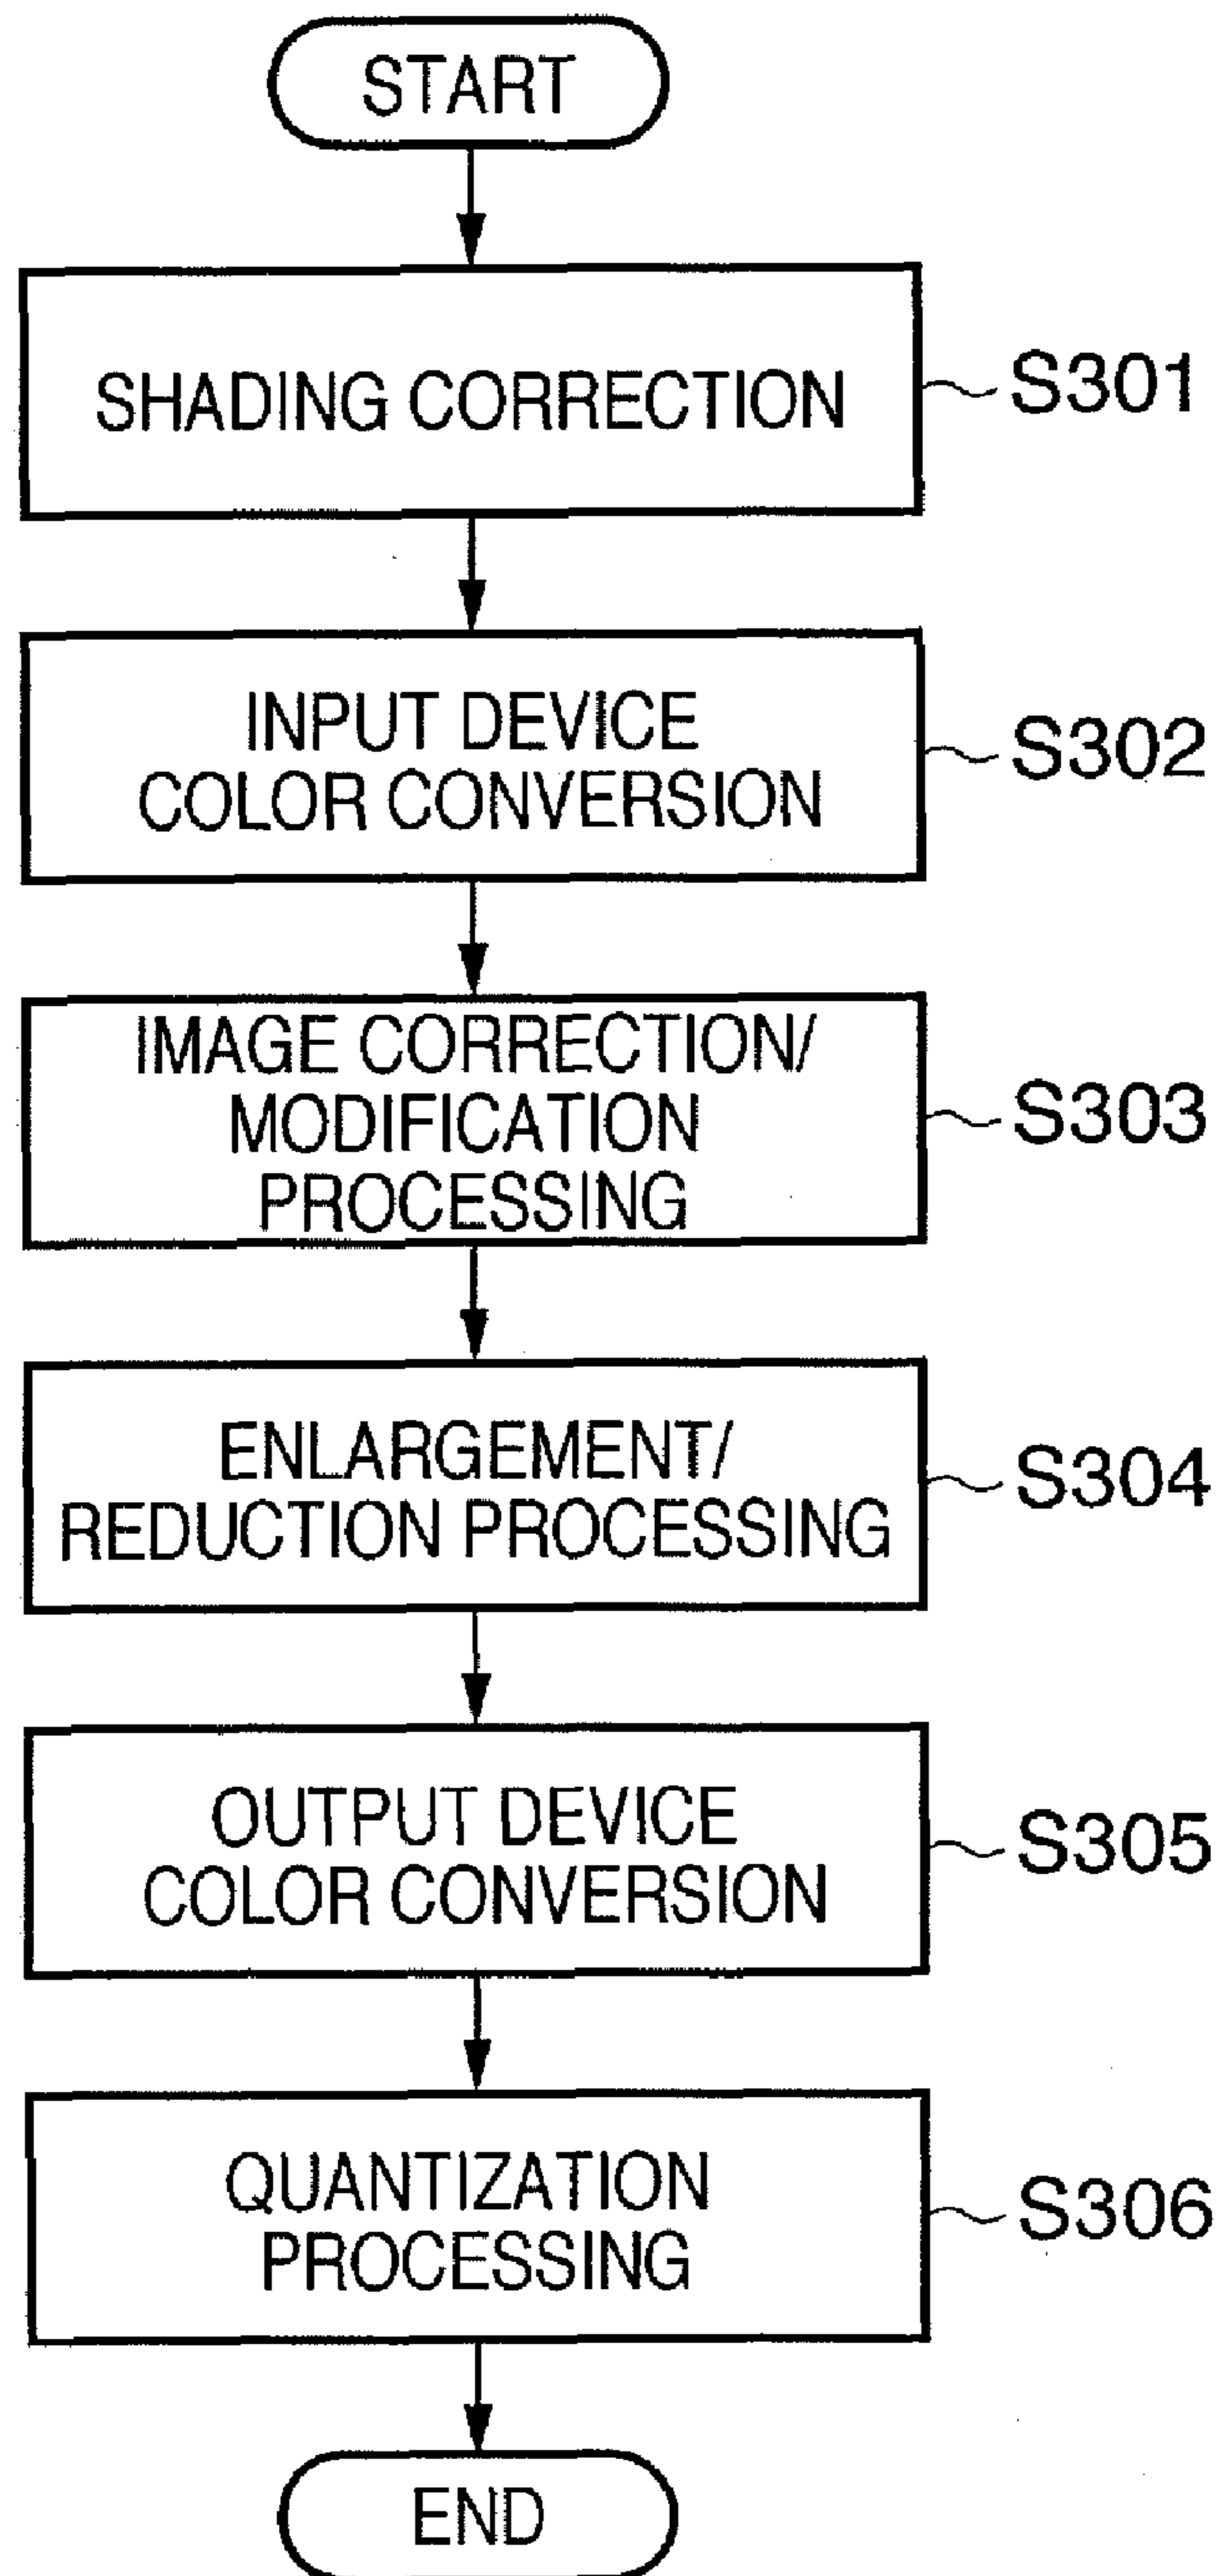 START
SHADING CORRECTION
S301
INPUT DEVICE
COLOR CONVERSION
S302
IMAGE CORRECTION/
MODIFICATION
PROCESSING
S303
ENLARGEMENT/
REDUCTION PROCESSING
S304
OUTPUT DEVICE
COLOR CONVERSION
S305
QUANTIZATION
PROCESSING
S306
END